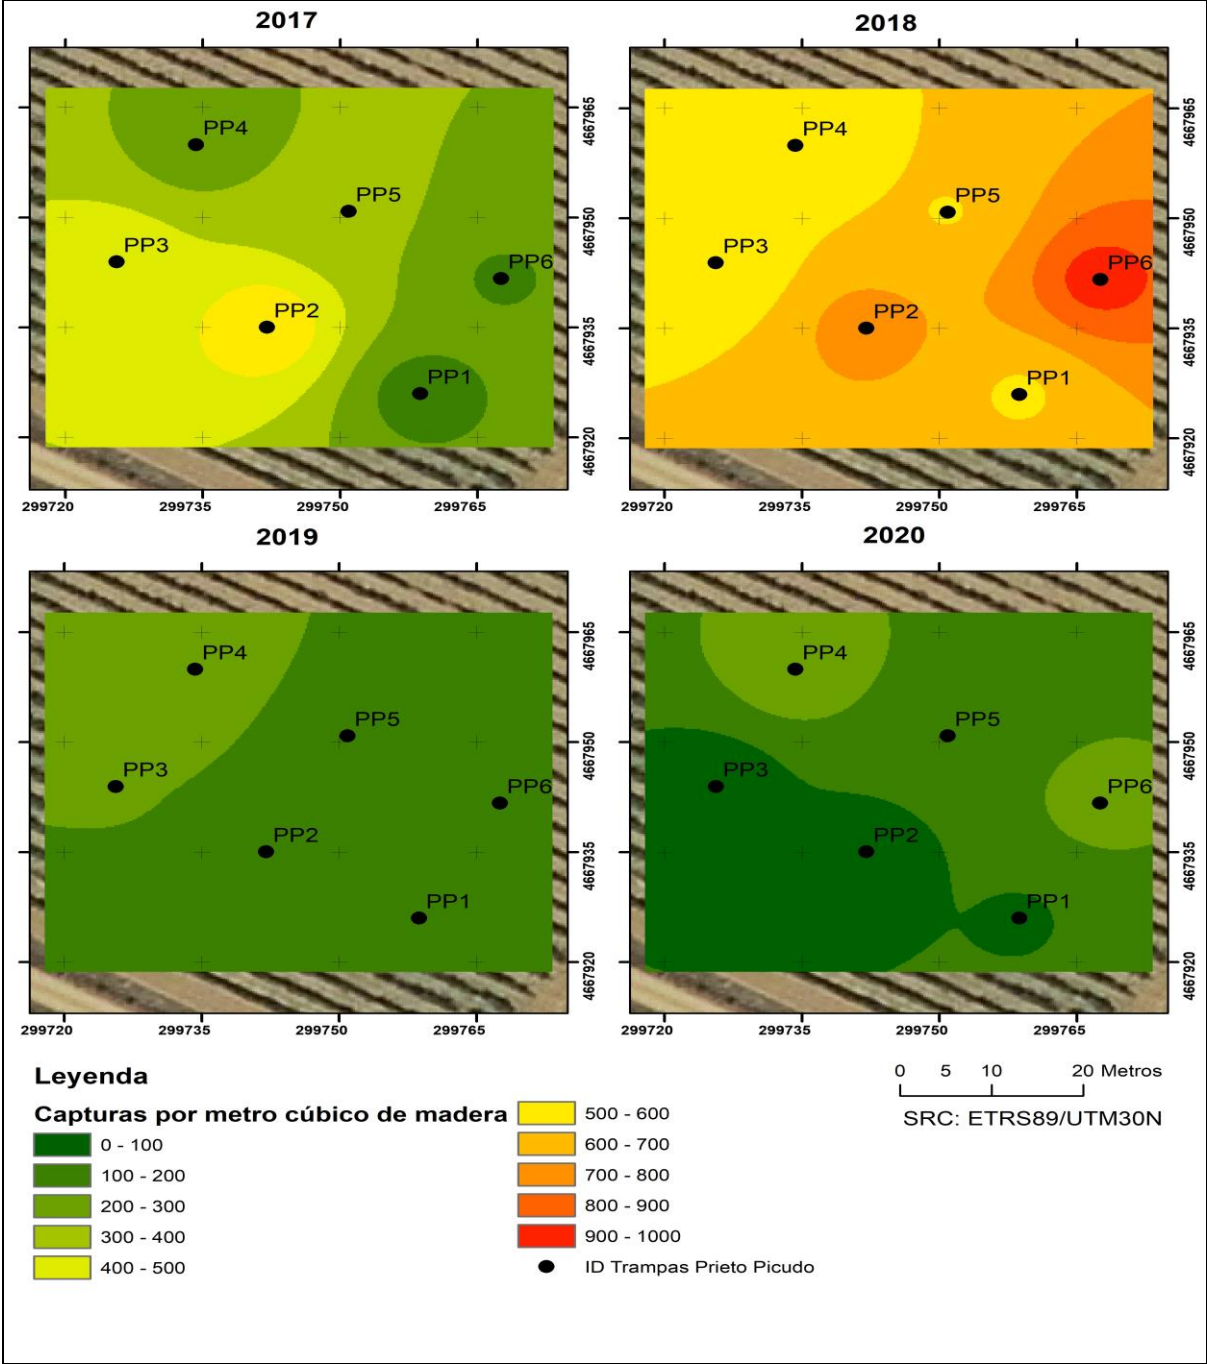 2017
2018
PP4
PP5
PP3
PP6
PP2
PP1
4667965
4667950
4667935
4667920
299720
299735
299750
299765
PP4
PP5
PP3
PP6
PP2
PP1
4667965
4667950
4667935
4667920
299720
299735
299750
299765
2019
2020
PP4
PP5
PP3
PP6
PP2
PP1
4667965
4667950
4667935
4667920
299720
299735
299750
299765
PP4
PP5
PP3
PP6
PP2
PP1
4667965
4667950
4667935
4667920
299720
299735
299750
299765
Leyenda
Capturas por metro cúbico de madera
0 - 100
100 - 200
200 - 300
300 - 400
400 - 500
500 - 600
600 - 700
700 - 800
800 - 900
900 - 1000
ID Trampas Prieto Picudo
0 5 10 20 Metros
SRC: ETRS89/UTM30N